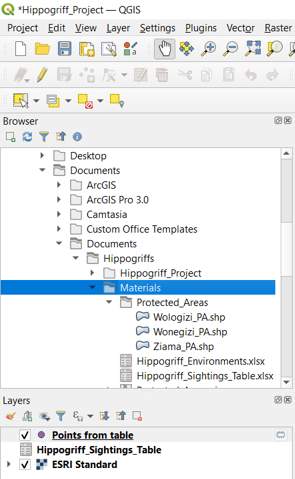 *Hippogriff_Project — QGIS
Project Edit View Layer Settings Plugins Vector Raster
Browser
Desktop
Documents
ArcGIS
ArcGIS Pro 3.0
Camtasia
Custom Office Templates
Documents
Hippogriffs
Hippogriff_Project
Materials
Protected_Areas
Wologizi_PA.shp
Wonegizi_PA.shp
Ziama_PA.shp
Hippogriff_Environments.xlsx
Hippogriff_Sightings_Table.xlsx
Layers
Points from table
Hippogriff_Sightings_Table
ESRI Standard